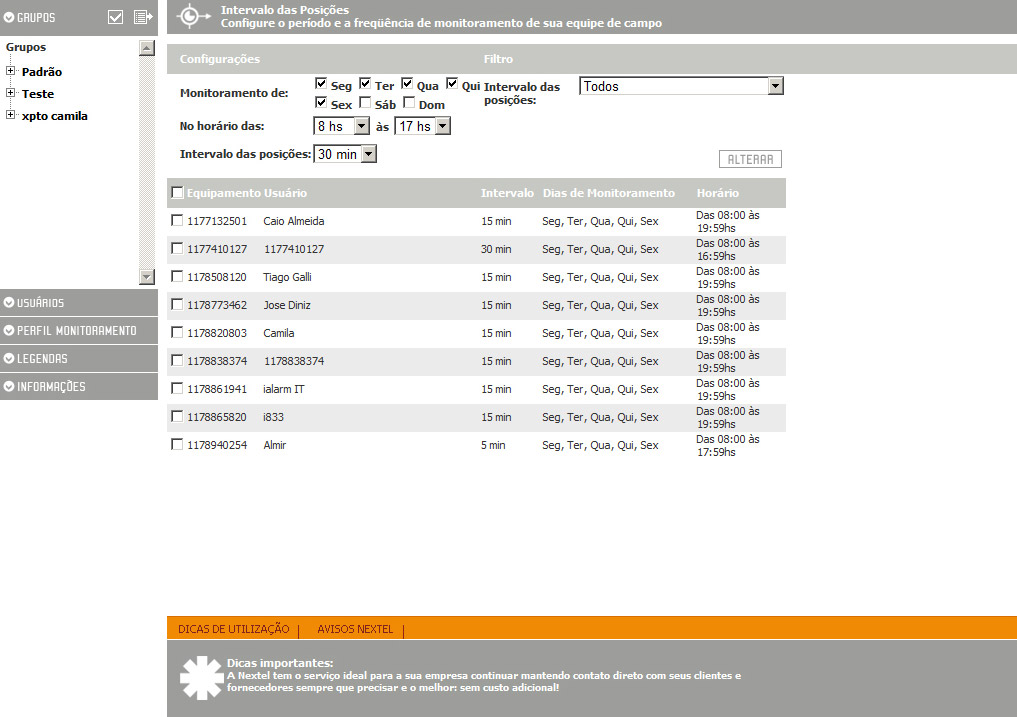 GRUPOS
Grupos
Padrão
Teste
xpto camila
USUÁRIOS
PERFIL MONITORAMENTO
LEGENDAS
INFORMAÇÕES
Intervalo das Posições
Configure o período e a freqüência de monitoramento de sua equipe de campo
Configurações Filtro
Monitoramento de: Seg Ter Qua Qui
Sex Sáb Dom
Intervalo das posições: Todos
No horário das: 8 hs às 17 hs
Intervalo das posições: 30 min
ALTERAR
Equipamento Usuário Intervalo Dias de Monitoramento Horário
1177132501 Caio Almeida 15 min Seg, Ter, Qua, Qui, Sex Das 08:00 às
19:59hs
1177410127 1177410127 30 min Seg, Ter, Qua, Qui, Sex Das 08:00 às
16:59hs
1178508120 Tiago Galli 15 min Seg, Ter, Qua, Qui, Sex Das 08:00 às
19:59hs
1178773462 Jose Diniz 15 min Seg, Ter, Qua, Qui, Sex Das 08:00 às
19:59hs
1178820803 Camila 15 min Seg, Ter, Qua, Qui, Sex Das 08:00 às
19:59hs
1178838374 1178838374 15 min Seg, Ter, Qua, Qui, Sex Das 08:00 às
19:59hs
1178861941 ialarm IT 15 min Seg, Ter, Qua, Qui, Sex Das 08:00 às
19:59hs
1178865820 i833 15 min Seg, Ter, Qua, Qui, Sex Das 08:00 às
19:59hs
1178940254 Almir 5 min Seg, Ter, Qua, Qui, Sex Das 08:00 às
17:59hs
DICAS DE UTILIZAÇÃO | AVISOS NEXTEL |
Dicas importantes:
A Nextel tem o serviço ideal para a sua empresa continuar mantendo contato direto com seus clientes e
fornecedores sempre que precisar e o melhor: sem custo adicional!